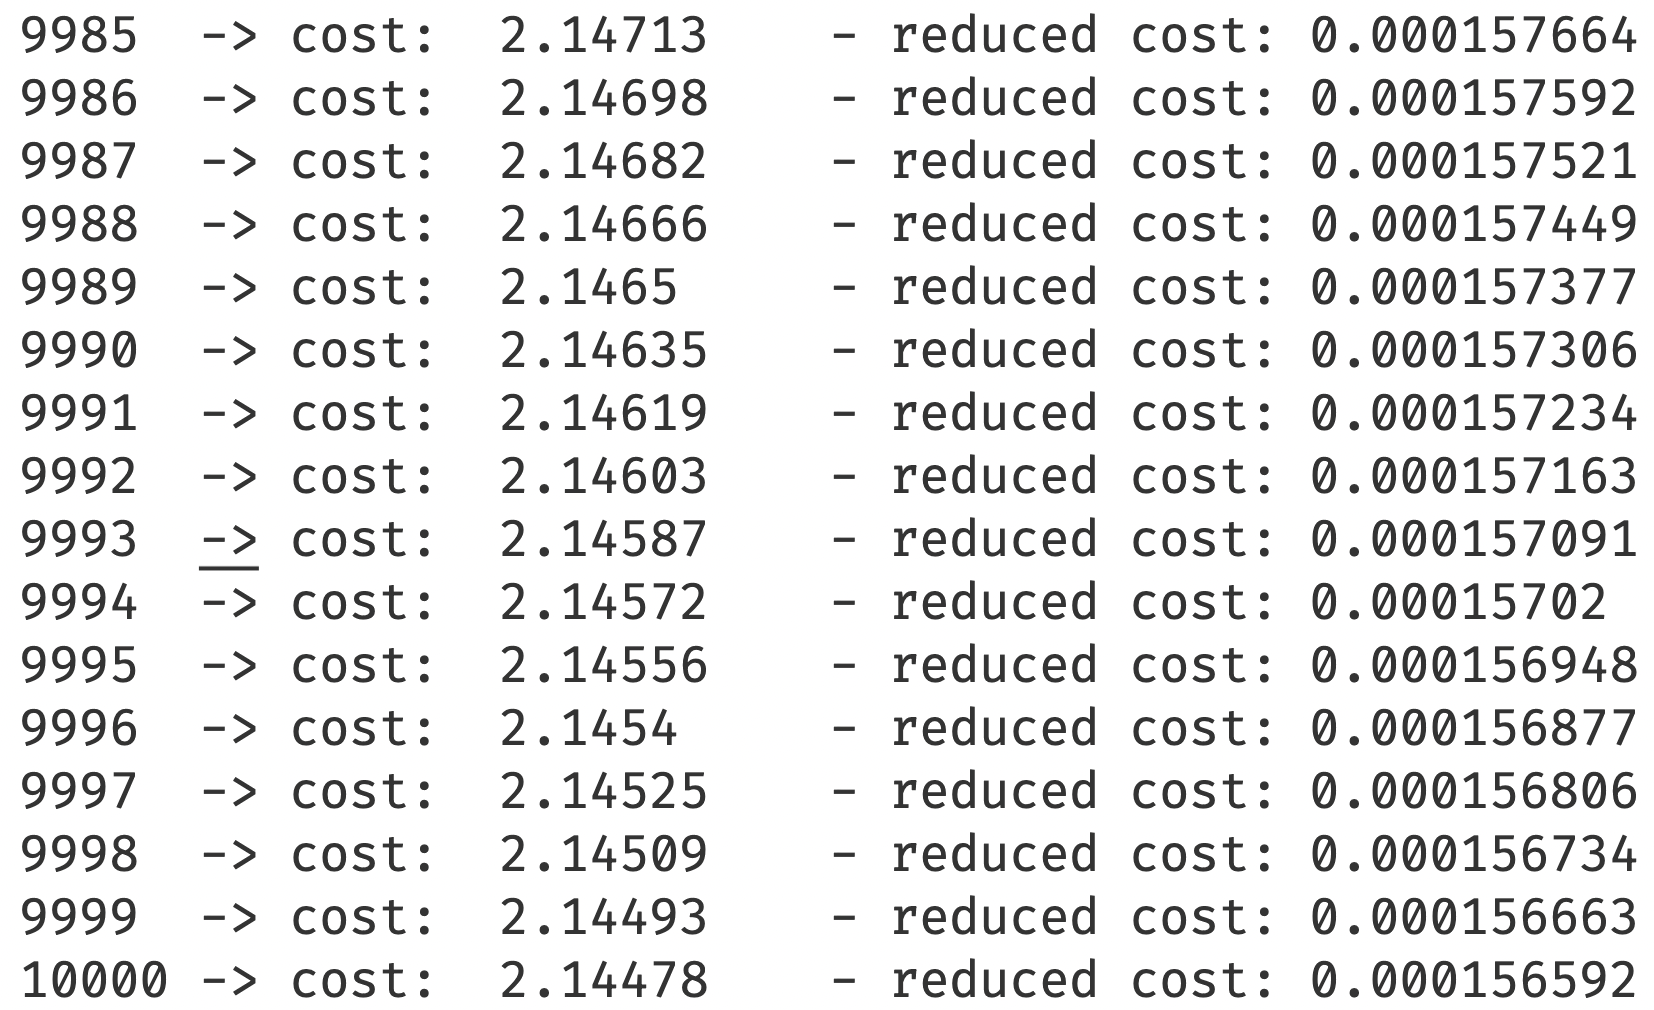 9985  -> cost:  2.14713    - reduced cost: 0.000157664
9986  -> cost:  2.14698    - reduced cost: 0.000157592
9987  -> cost:  2.14682    - reduced cost: 0.000157521
9988  -> cost:  2.14666    - reduced cost: 0.000157449
9989  -> cost:  2.1465     - reduced cost: 0.000157377
9990  -> cost:  2.14635    - reduced cost: 0.000157306
9991  -> cost:  2.14619    - reduced cost: 0.000157234
9992  -> cost:  2.14603    - reduced cost: 0.000157163
9993  -> cost:  2.14587    - reduced cost: 0.000157091
9994  -> cost:  2.14572    - reduced cost: 0.00015702
9995  -> cost:  2.14556    - reduced cost: 0.000156948
9996  -> cost:  2.1454     - reduced cost: 0.000156877
9997  -> cost:  2.14525    - reduced cost: 0.000156806
9998  -> cost:  2.14509    - reduced cost: 0.000156734
9999  -> cost:  2.14493    - reduced cost: 0.000156663
10000 -> cost:  2.14478    - reduced cost: 0.000156592